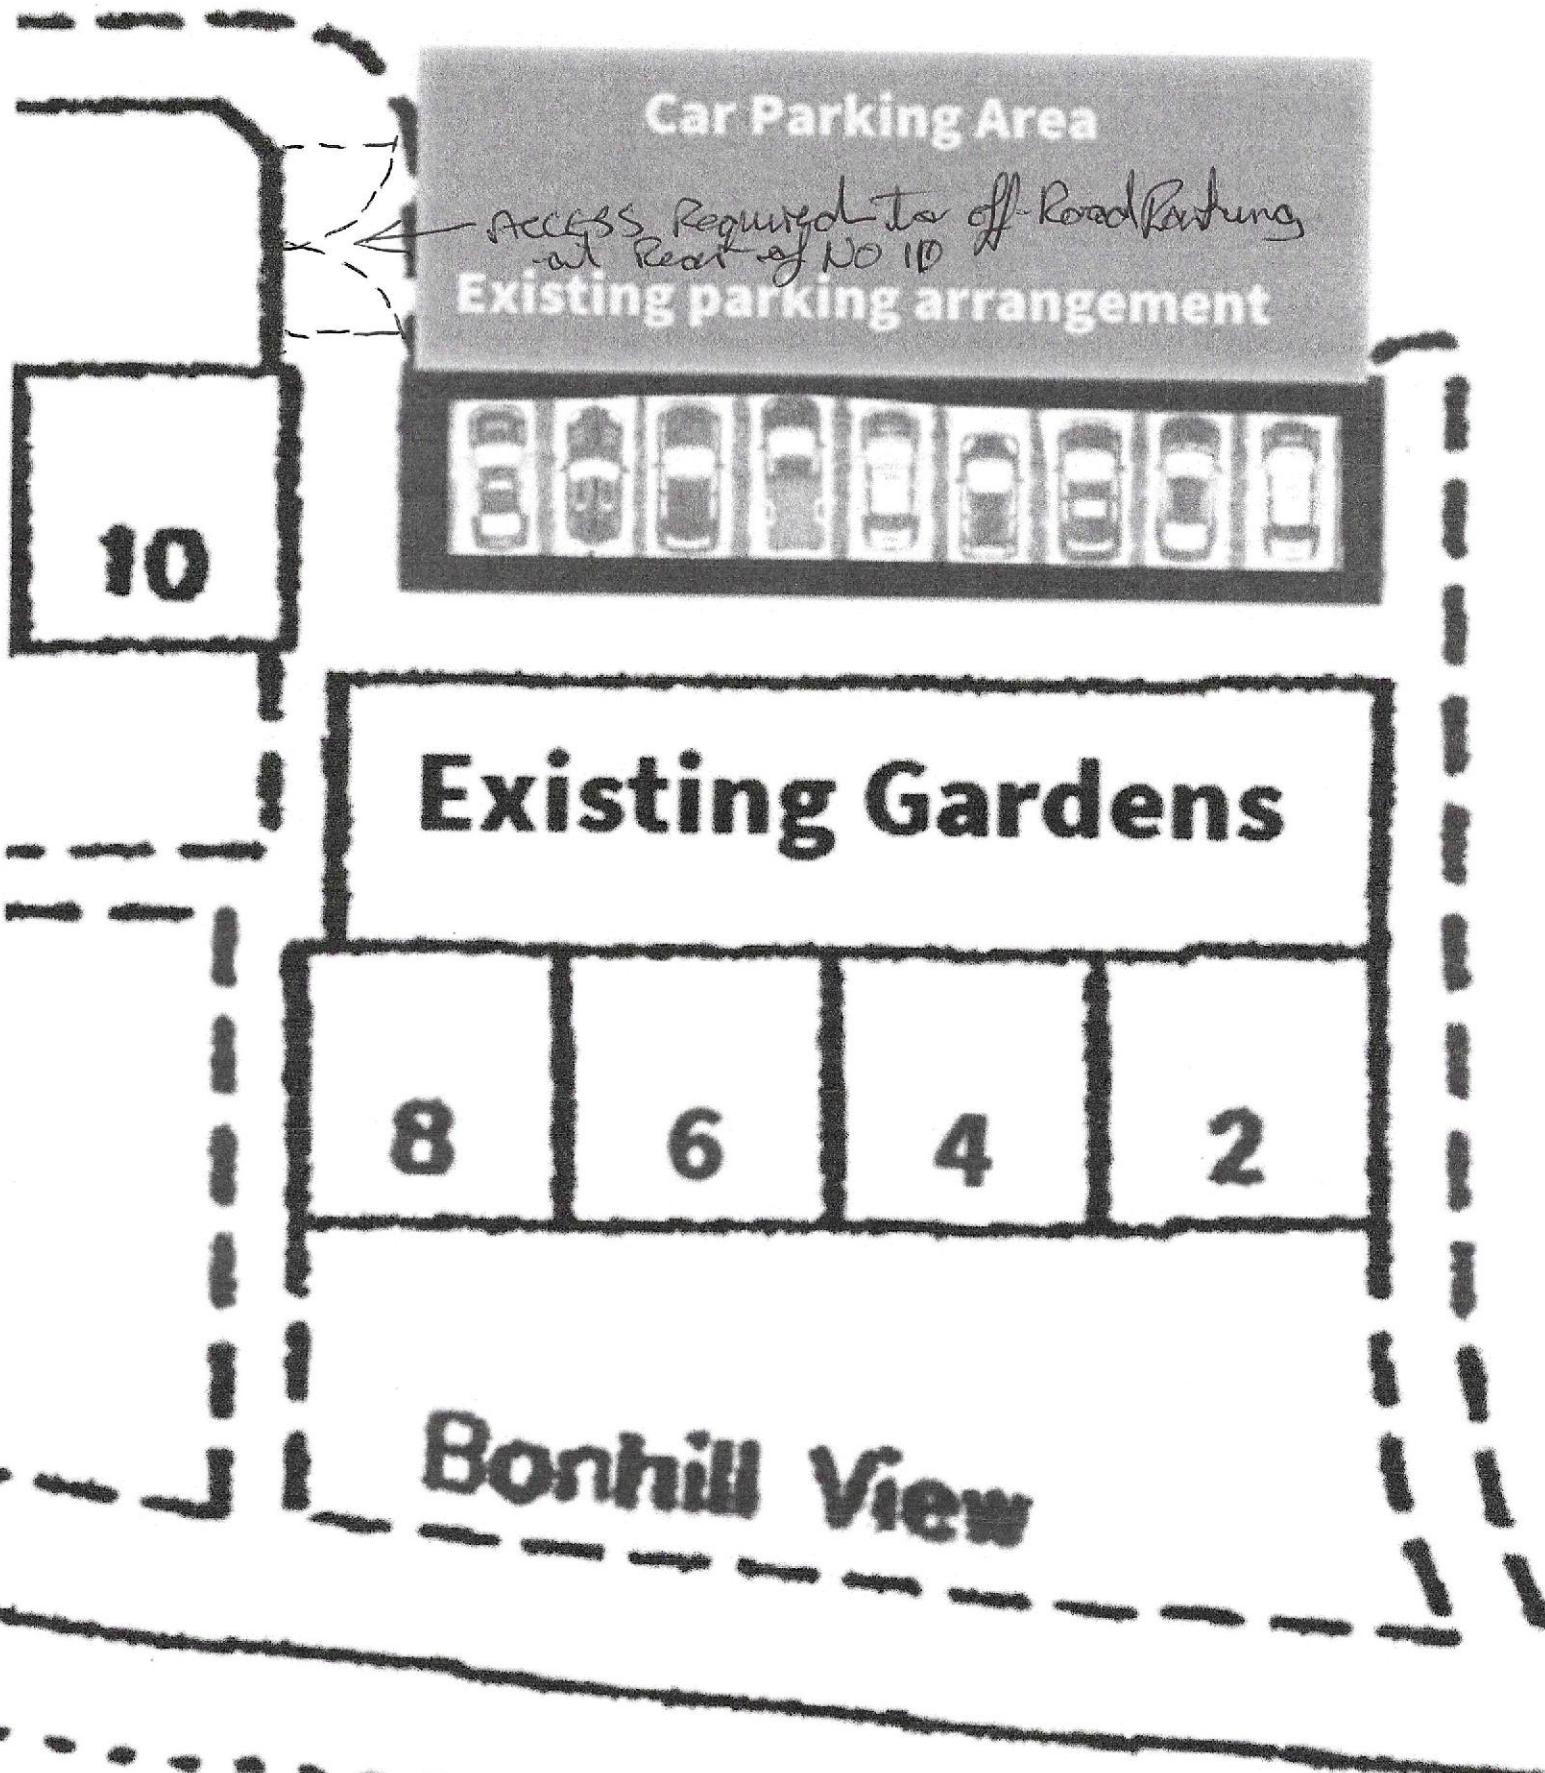 Car Parking Area
Access Required to off-Road Parking
at Rear of NO 10
Existing parking arrangement
10
Existing Gardens
8 6 4 2
Bonhill View